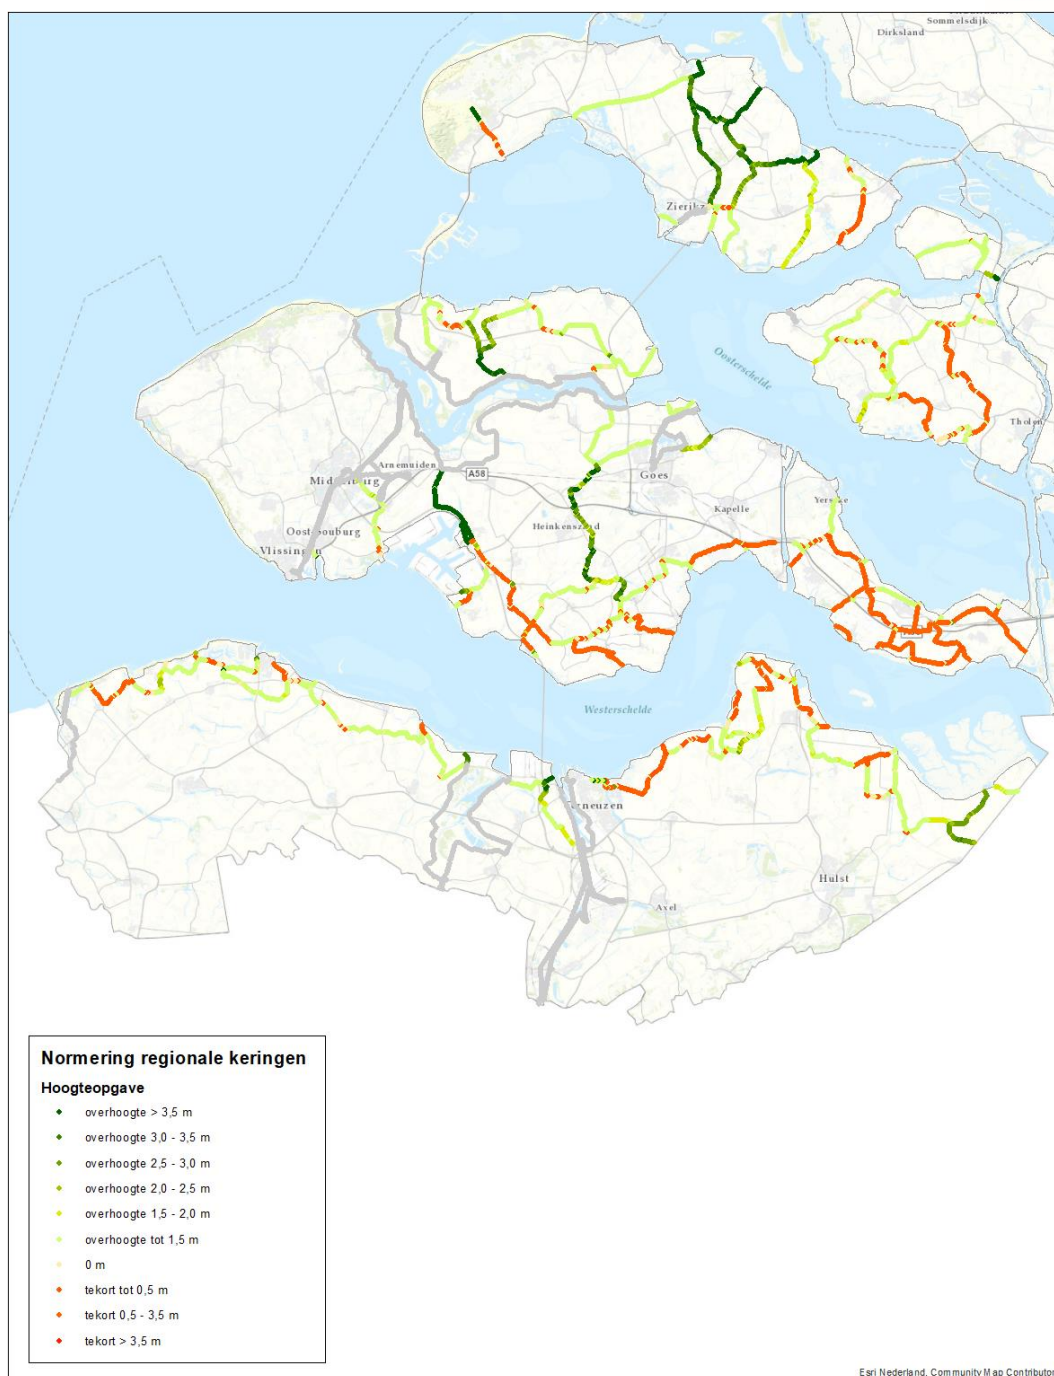 Sommelsdijk
Dirksland
Zierikz
Oosterschelde
Tholen
Arnemuiden
A58
Goes
Yerseke
Kapelle
Heinkenszand
Oost-Souburg
Vlissingen
Westerschelde
Hulst
Axel
Normering regionale keringen
Hoogteopgave
overhoogte > 3,5 m
overhoogte 3,0 - 3,5 m
overhoogte 2,5 - 3,0 m
overhoogte 2,0 - 2,5 m
overhoogte 1,5 - 2,0 m
overhoogte tot 1,5 m
0 m
tekort tot 0,5 m
tekort 0,5 - 3,5 m
tekort > 3,5 m
Esri Nederland, Community Map Contributor